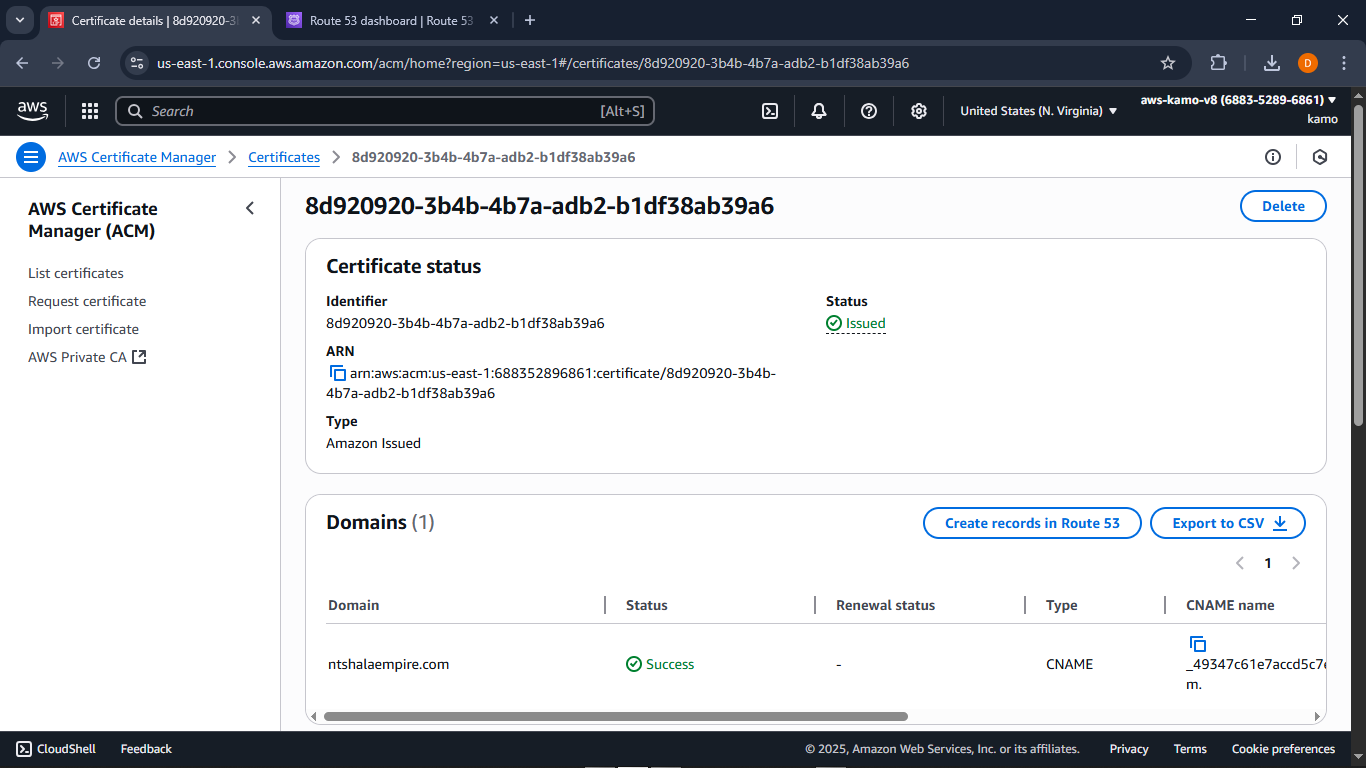 Certificate details | 8d920920-3
Route 53 dashboard | Route 53
us-east-1.console.aws.amazon.com/acm/home?region=us-east-1#/certificates/8d920920-3b4b-4b7a-adb2-b1df38ab39a6
D
aws
Search
[Alt+S]
United States (N. Virginia)
aws-kamo-v8 (6883-5289-6861)
kamo
AWS Certificate Manager
Certificates
8d920920-3b4b-4b7a-adb2-b1df38ab39a6
AWS Certificate
Manager (ACM)
List certificates
Request certificate
Import certificate
AWS Private CA
8d920920-3b4b-4b7a-adb2-b1df38ab39a6
Delete
Certificate status
Identifier
8d920920-3b4b-4b7a-adb2-b1df38ab39a6
Status
Issued
ARN
arn:aws:acm:us-east-1:688352896861:certificate/8d920920-3b4b-
4b7a-adb2-b1df38ab39a6
Type
Amazon Issued
Domains (1)
Create records in Route 53
Export to CSV
1
Domain
Status
Renewal status
Type
CNAME name
ntshalaempire.com
Success
-
CNAME
_49347c61e7accd5c7
m.
CloudShell
Feedback
© 2025, Amazon Web Services, Inc. or its affiliates.
Privacy
Terms
Cookie preferences